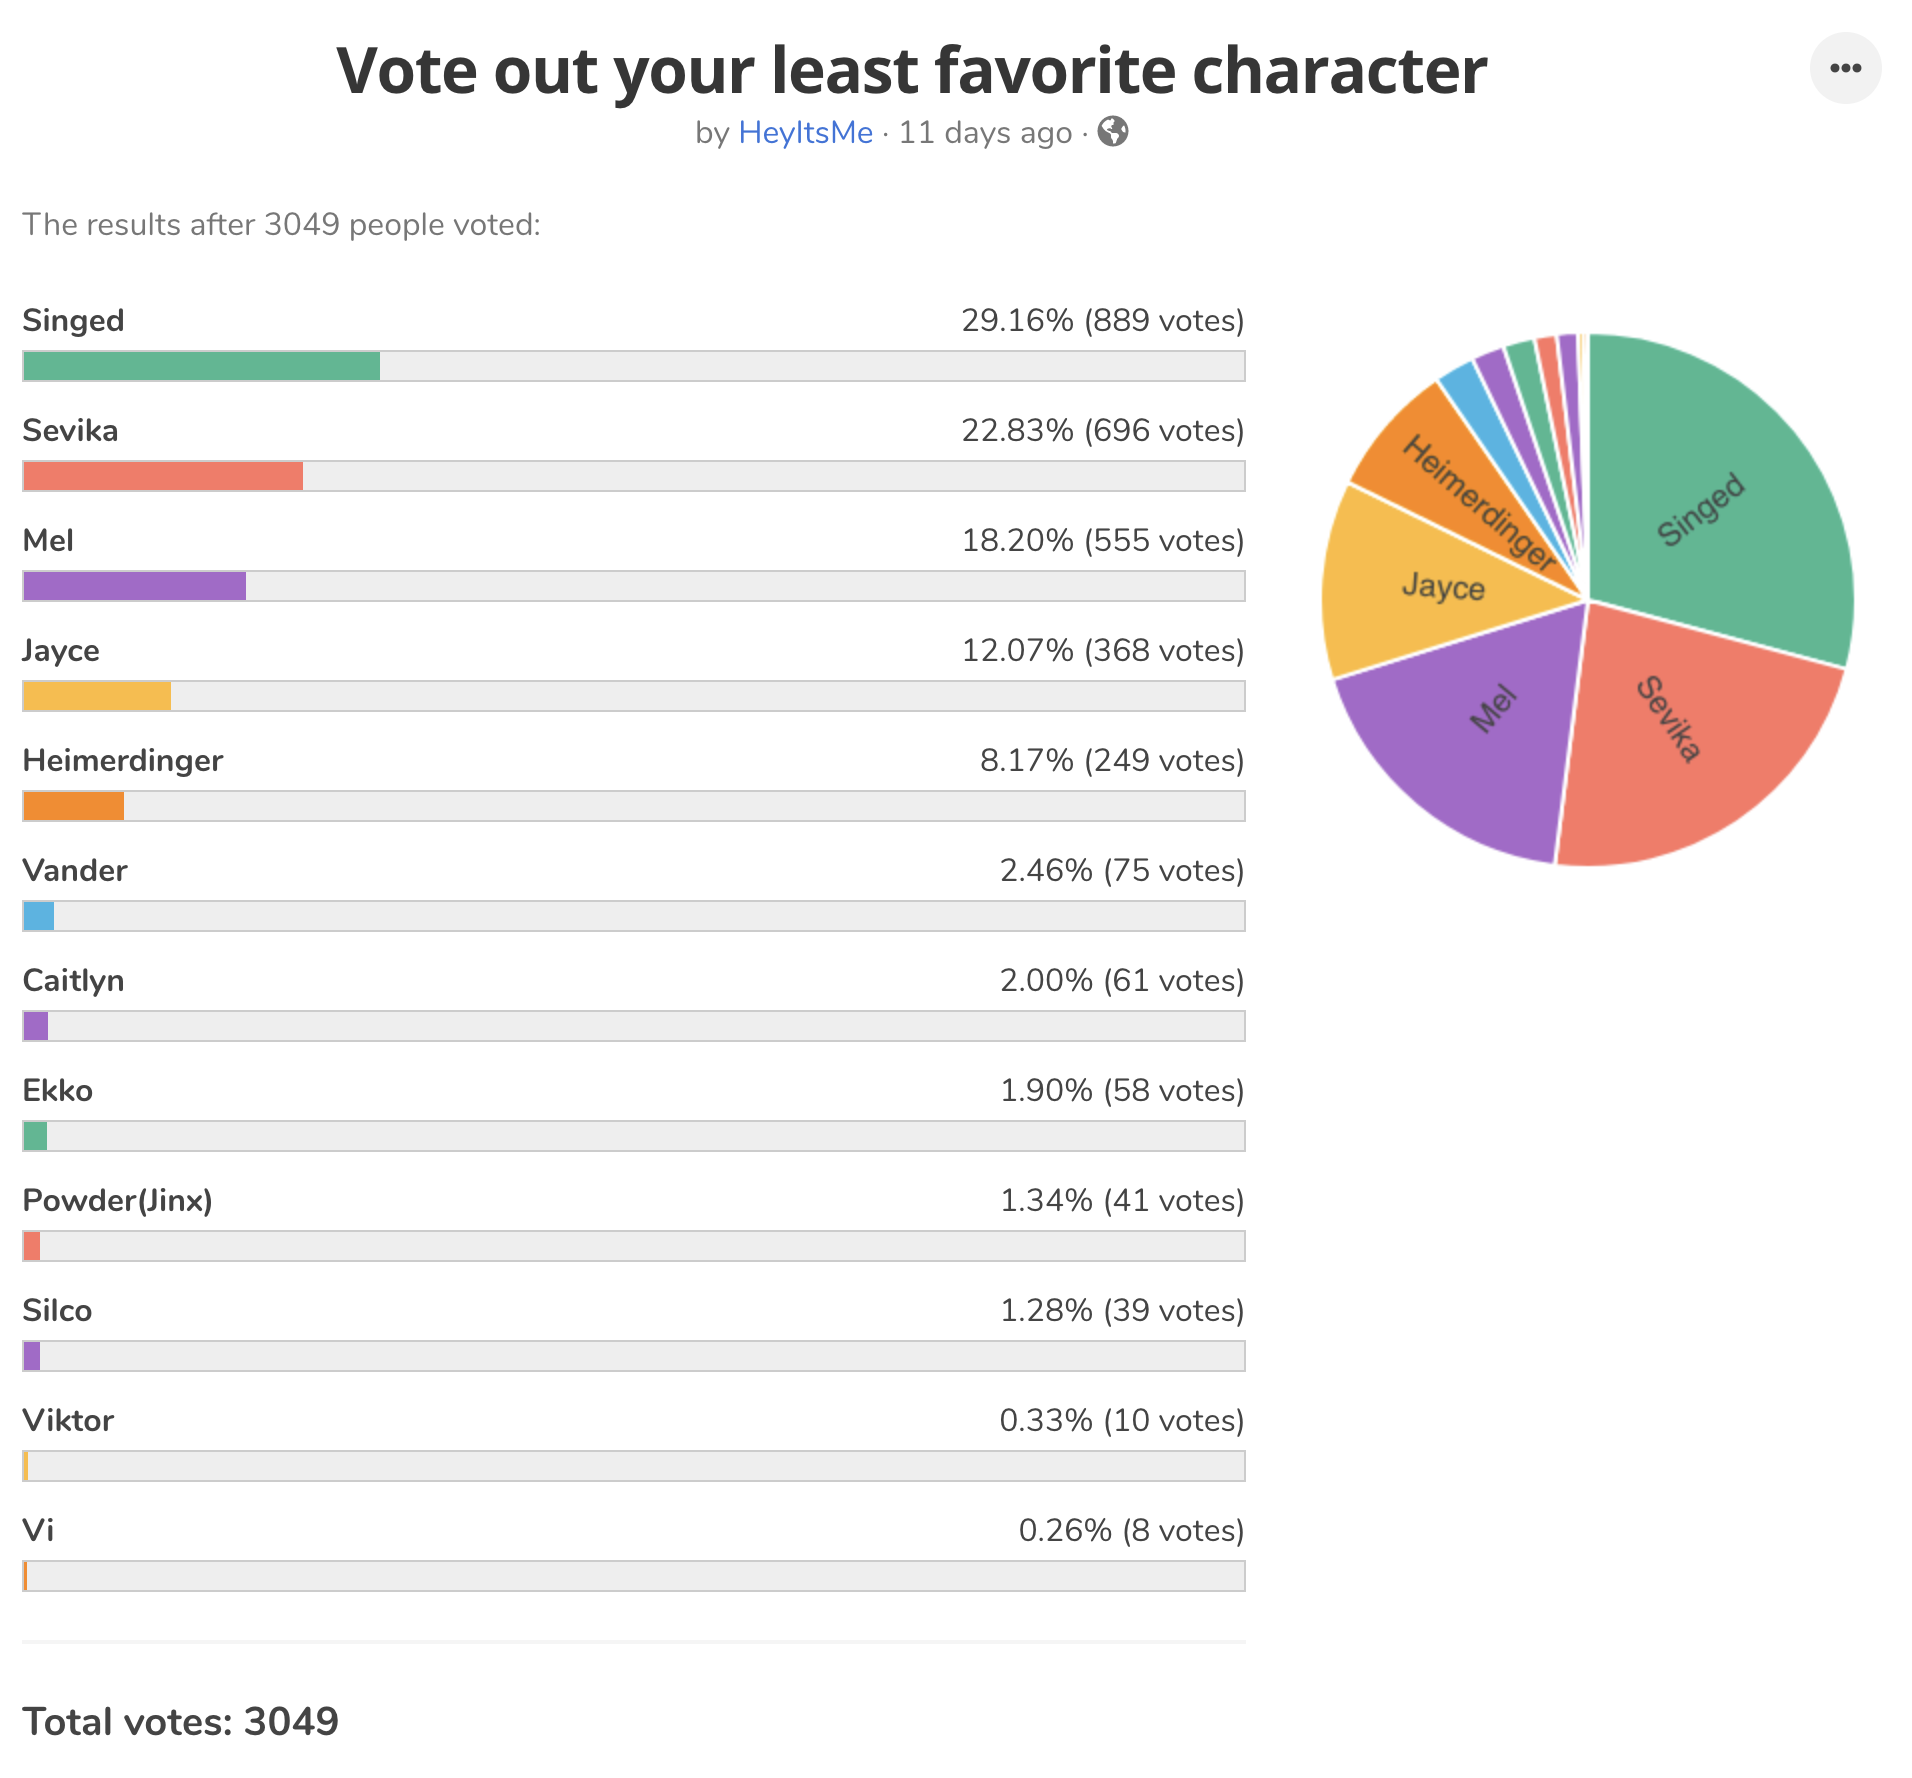 Vote out your least favorite character
by HeyItsMe · 11 days ago ·
The results after 3049 people voted:
Singed 29.16% (889 votes)
Sevika 22.83% (696 votes)
Mel 18.20% (555 votes)
Jayce 12.07% (368 votes)
Heimerdinger 8.17% (249 votes)
Vander 2.46% (75 votes)
Caitlyn 2.00% (61 votes)
Ekko 1.90% (58 votes)
Powder(Jinx) 1.34% (41 votes)
Silco 1.28% (39 votes)
Viktor 0.33% (10 votes)
Vi 0.26% (8 votes)
Total votes: 3049
Singed
Sevika
Mel
Jayce
Heimerdinger